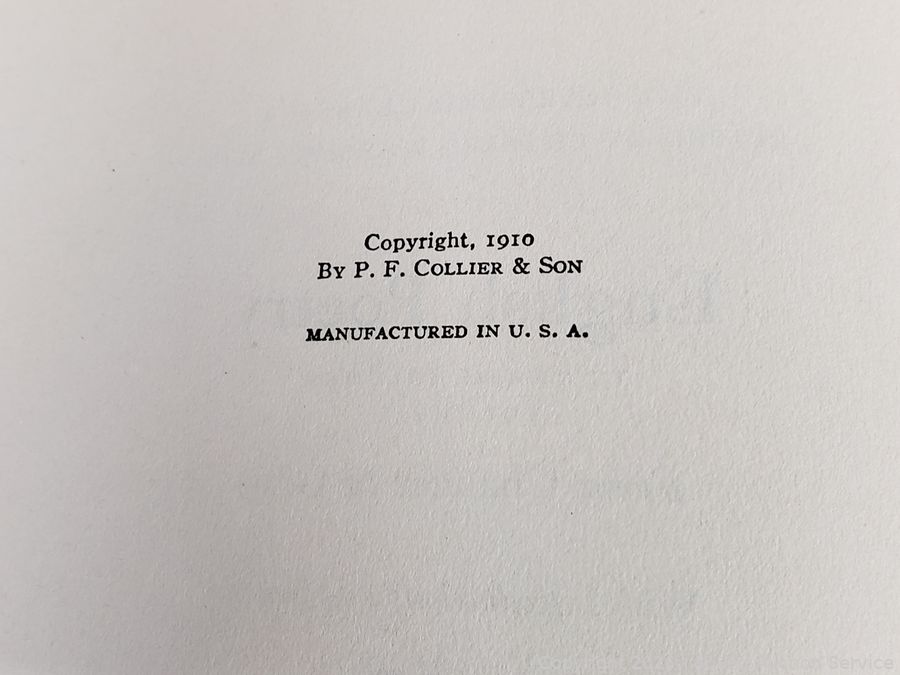 Copyright, 1910
By P. F. Collier & Son
MANUFACTURED IN U. S. A.